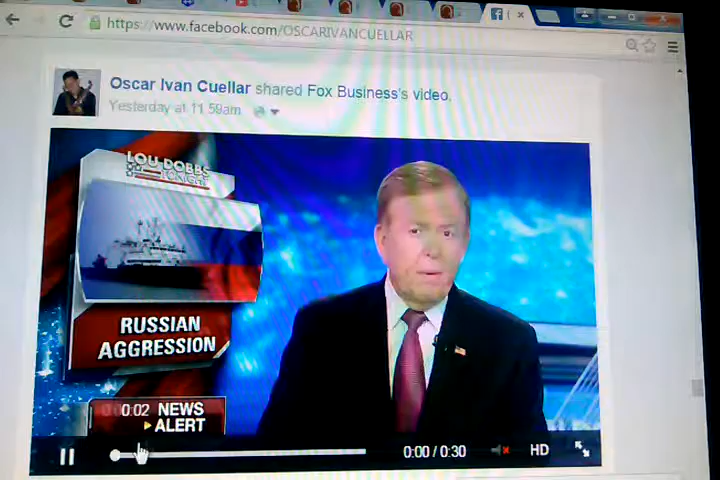 https://www.facebook.com/OSCARIVANCUELLAR
Oscar Ivan Cuellar shared Fox Business's video.
Yesterday at 11:59am
LOU DOBBS
TONIGHT
RUSSIAN
AGGRESSION
0:02 NEWS
ALERT
0:00 / 0:30 HD